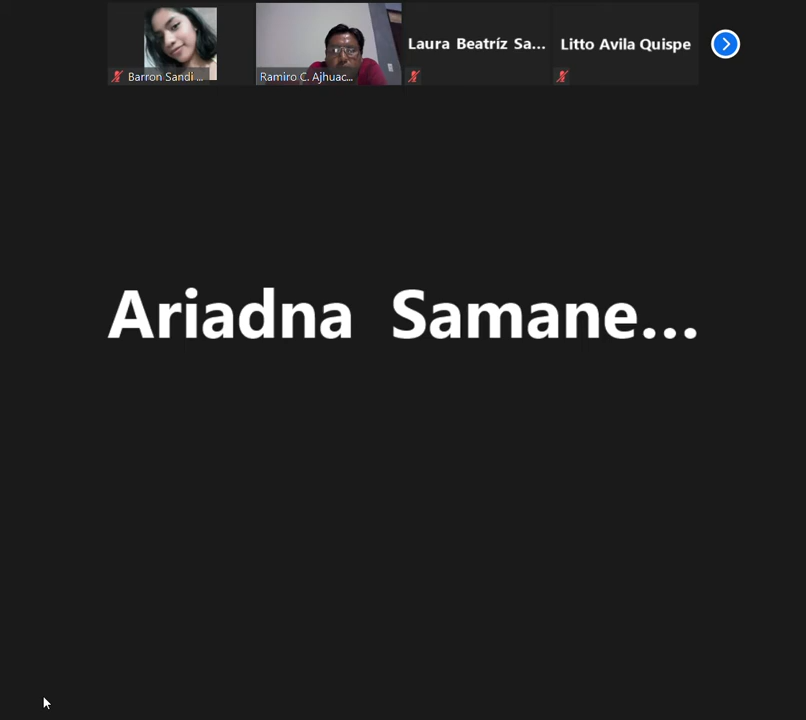 Barron Sandi ...
Ramiro C. Ajhuac...
Laura Beatríz Sa...
Litto Avila Quispe
Ariadna Samane...